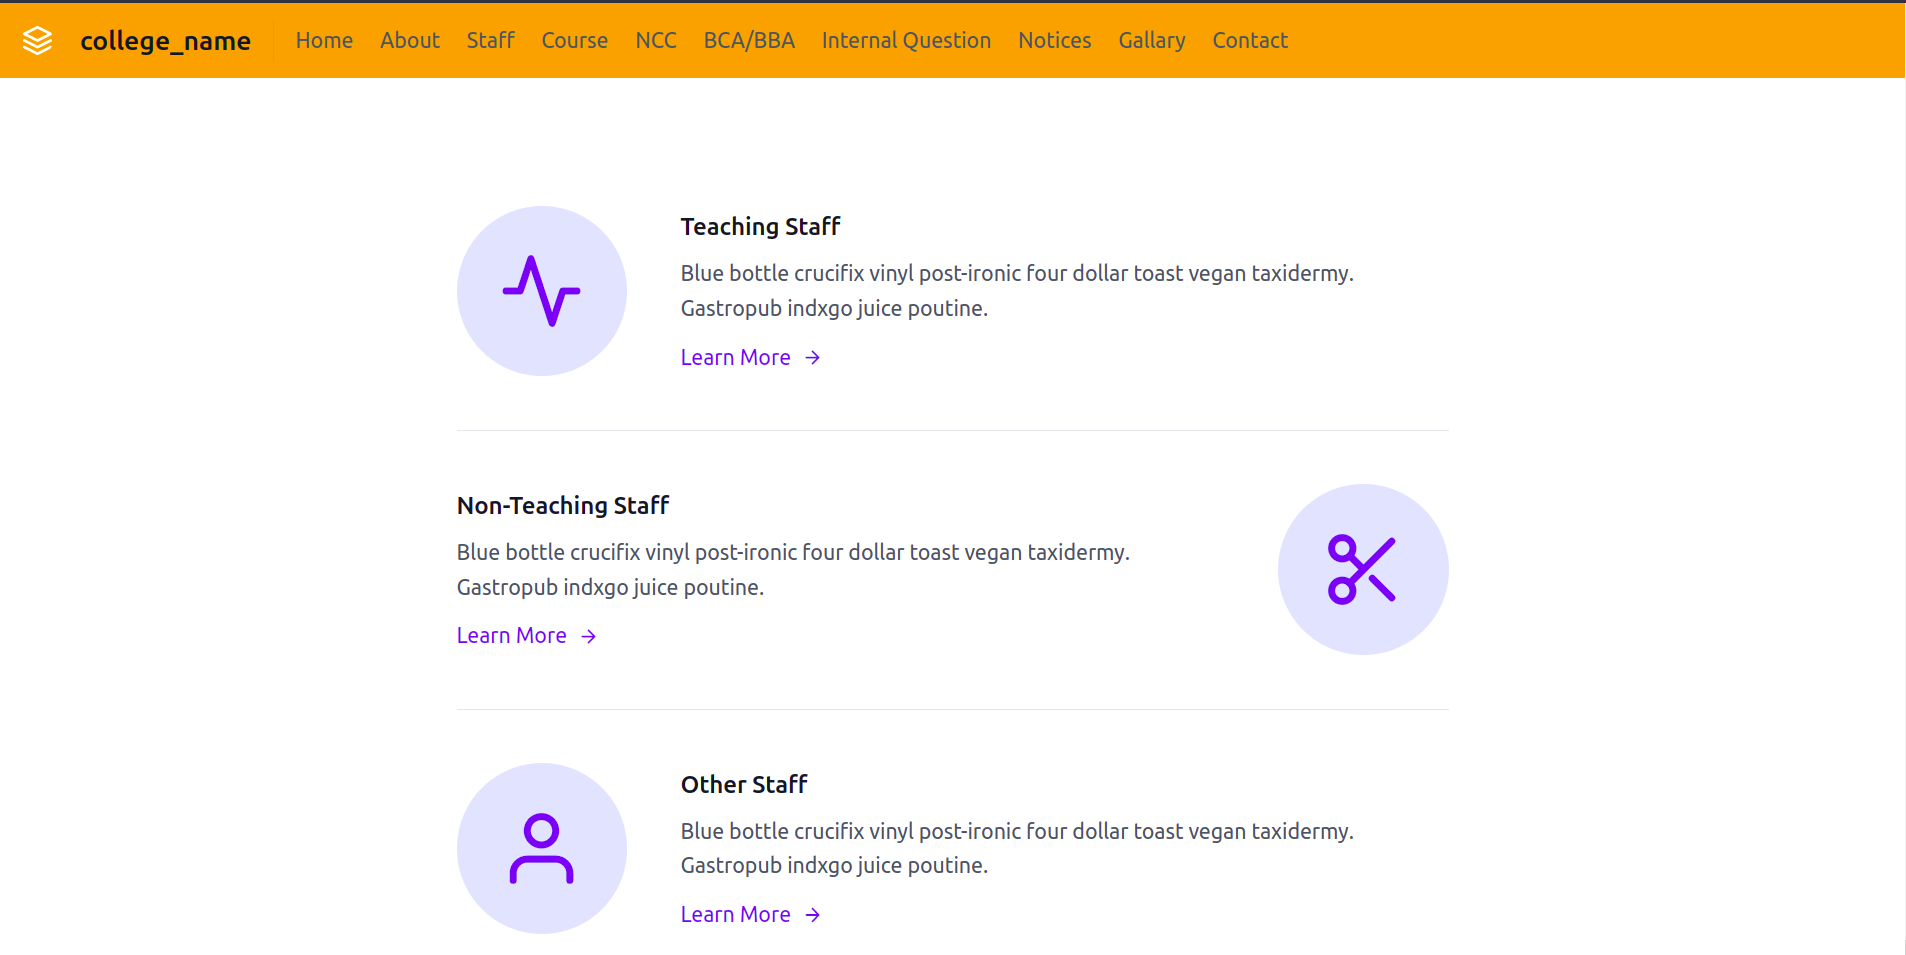 college_name Home About Staff Course NCC BCA/BBA Internal Question Notices Gallary Contact
Teaching Staff
Blue bottle crucifix vinyl post-ironic four dollar toast vegan taxidermy.
Gastropub indxgo juice poutine.
Learn More →
Non-Teaching Staff
Blue bottle crucifix vinyl post-ironic four dollar toast vegan taxidermy.
Gastropub indxgo juice poutine.
Learn More →
Other Staff
Blue bottle crucifix vinyl post-ironic four dollar toast vegan taxidermy.
Gastropub indxgo juice poutine.
Learn More →